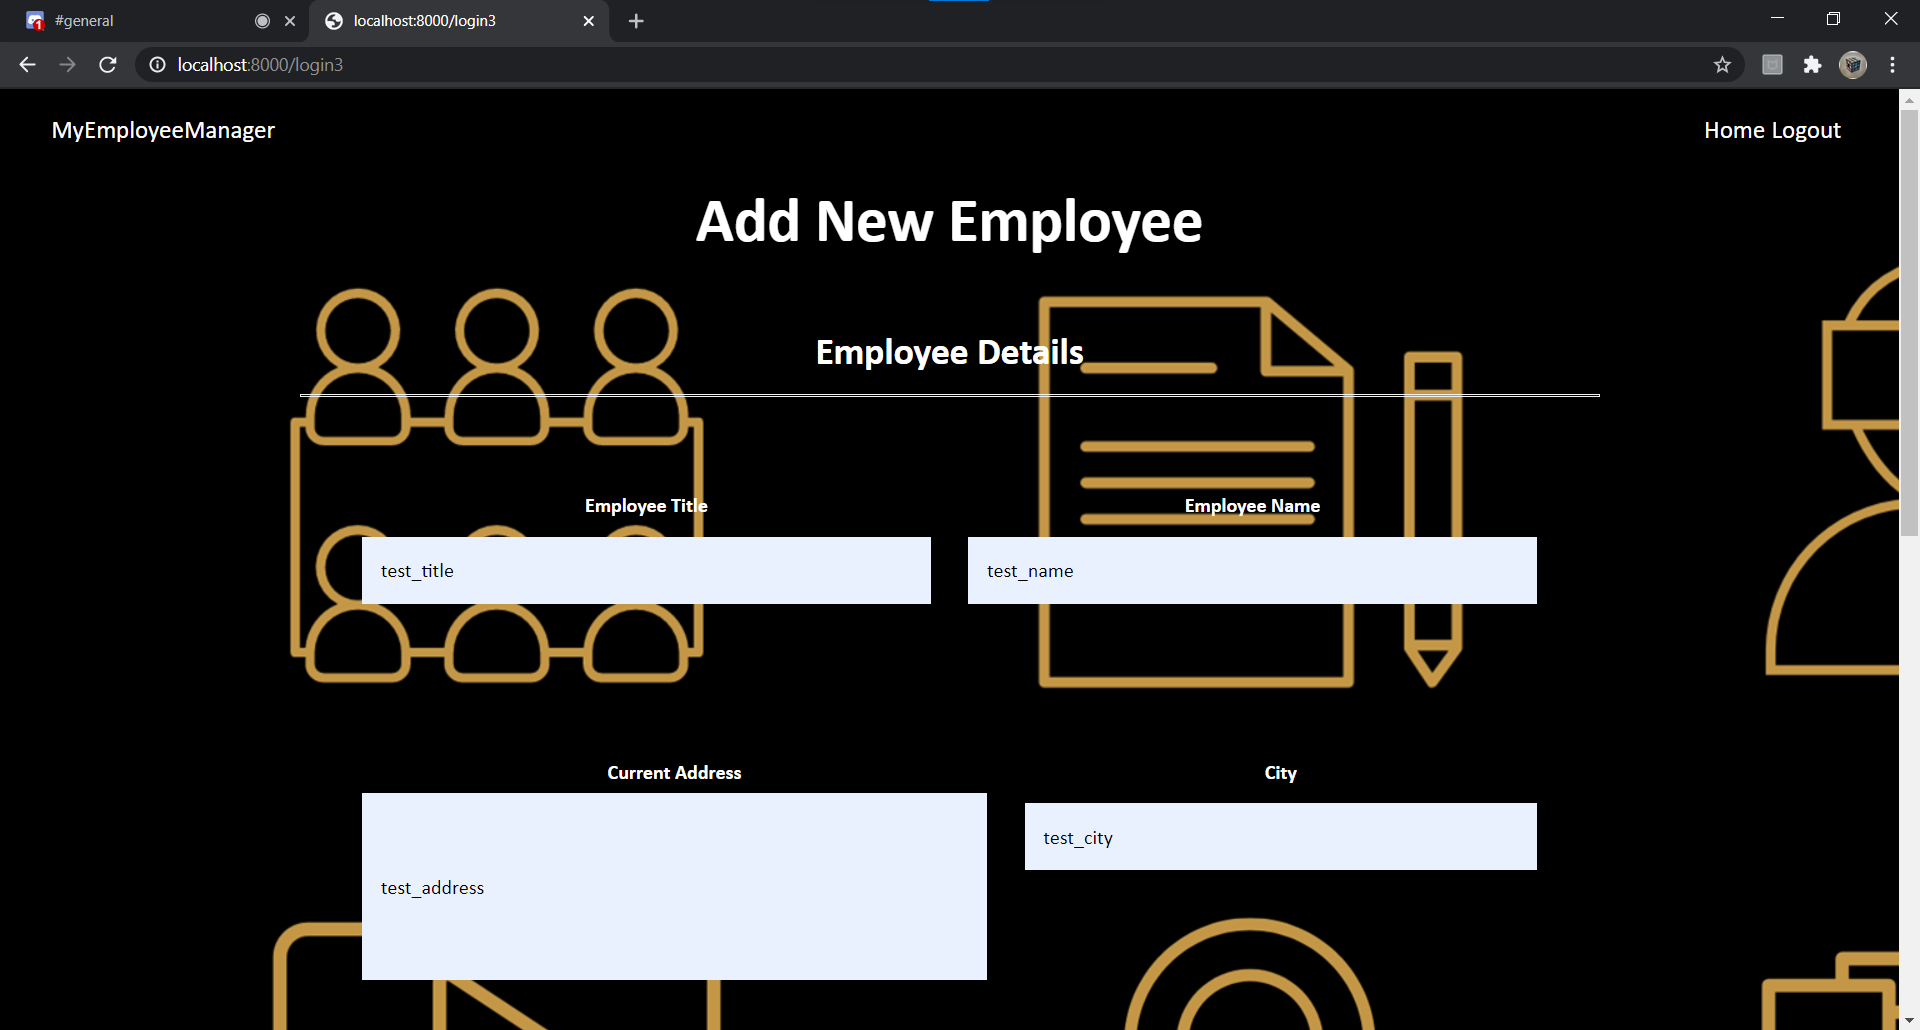 #general
localhost:8000/login3
localhost:8000/login3
MyEmployeeManager
Home Logout
Add New Employee
Employee Details
Employee Title
Employee Name
test_title
test_name
Current Address
City
test_city
test_address